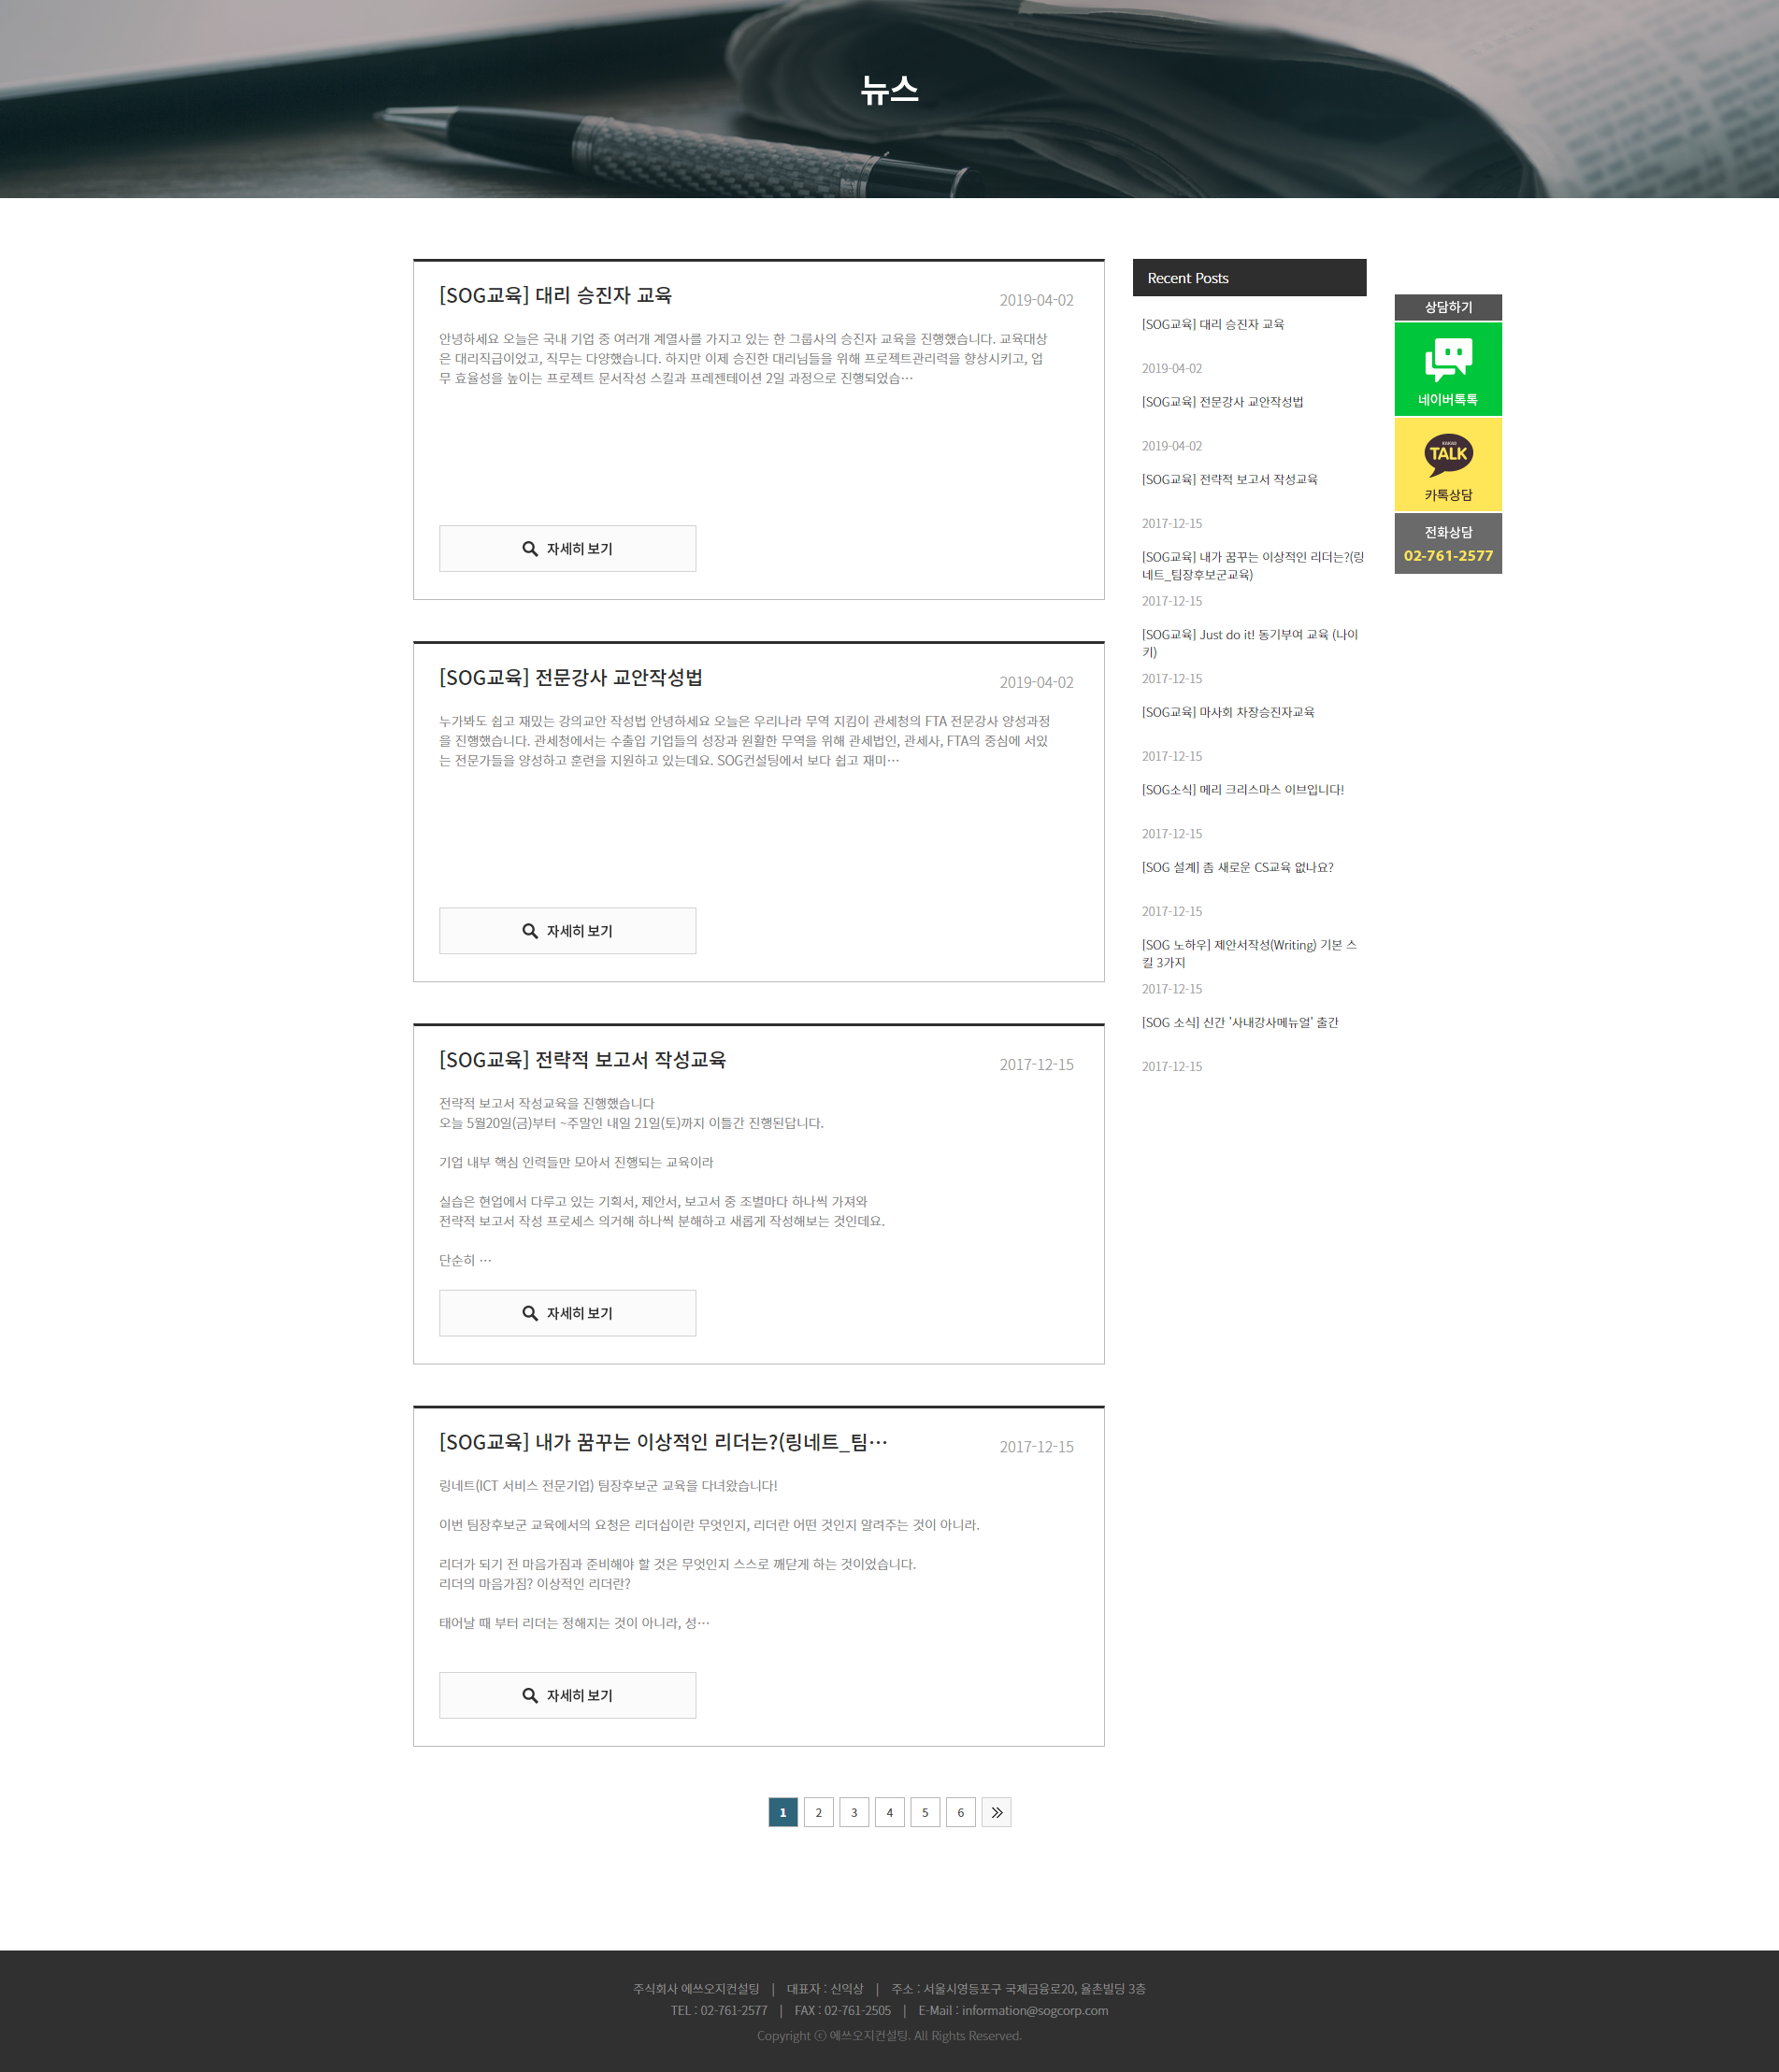 뉴스
[SOG교육] 대리 승진자 교육
2019-04-02
안녕하세요 오늘은 국내 기업 중 여러개 계열사를 가지고 있는 한 그룹사의 승진자 교육을 진행했습니다. 교육대상
은 대리직급이었고, 직무는 다양했습니다. 하지만 이제 승진한 대리님들을 위해 프로젝트관리력을 향상시키고, 업
무 효율성을 높이는 프로젝트 문서작성 스킬과 프레젠테이션 2일 과정으로 진행되었습…
자세히 보기
[SOG교육] 전문강사 교안작성법
2019-04-02
누가봐도 쉽고 재밌는 강의교안 작성법 안녕하세요 오늘은 우리나라 무역 지킴이 관세청의 FTA 전문강사 양성과정
을 진행했습니다. 관세청에서는 수출입 기업들의 성장과 원활한 무역을 위해 관세법인, 관세사, FTA의 중심에 서있
는 전문가들을 양성하고 훈련을 지원하고 있는데요. SOG컨설팅에서 보다 쉽고 재미…
자세히 보기
[SOG교육] 전략적 보고서 작성교육
2017-12-15
전략적 보고서 작성교육을 진행했습니다
오늘 5월20일(금)부터 ~주말인 내일 21일(토)까지 이틀간 진행된답니다.
기업 내부 핵심 인력들만 모아서 진행되는 교육이라
실습은 현업에서 다루고 있는 기획서, 제안서, 보고서 중 조별마다 하나씩 가져와
전략적 보고서 작성 프로세스 의거해 하나씩 분해하고 새롭게 작성해보는 것인데요.
단순히 …
자세히 보기
[SOG교육] 내가 꿈꾸는 이상적인 리더는?(링네트_팀…
2017-12-15
링네트(ICT 서비스 전문기업) 팀장후보군 교육을 다녀왔습니다!
이번 팀장후보군 교육에서의 요청은 리더십이란 무엇인지, 리더란 어떤 것인지 알려주는 것이 아니라.
리더가 되기 전 마음가짐과 준비해야 할 것은 무엇인지 스스로 깨닫게 하는 것이었습니다.
리더의 마음가짐? 이상적인 리더란?
태어날 때 부터 리더는 정해지는 것이 아니라, 성…
자세히 보기
Recent Posts
[SOG교육] 대리 승진자 교육
2019-04-02
[SOG교육] 전문강사 교안작성법
2019-04-02
[SOG교육] 전략적 보고서 작성교육
2017-12-15
[SOG교육] 내가 꿈꾸는 이상적인 리더는?(링
네트_팀장후보군교육)
2017-12-15
[SOG교육] Just do it! 동기부여 교육 (나이
키)
2017-12-15
[SOG교육] 마사회 차장승진자교육
2017-12-15
[SOG소식] 메리 크리스마스 이브입니다!
2017-12-15
[SOG 설계] 좀 새로운 CS교육 없나요?
2017-12-15
[SOG 노하우] 제안서작성(Writing) 기본 스
킬 3가지
2017-12-15
[SOG 소식] 신간 '사내강사메뉴얼' 출간
2017-12-15
상담하기
네이버톡톡
KAKAO
TALK
카톡상담
전화상담
02-761-2577
1 2 3 4 5 6
주식회사 에쓰오지컨설팅 | 대표자 : 신익상 | 주소 : 서울시영등포구 국제금융로20, 율촌빌딩 3층
TEL : 02-761-2577 | FAX : 02-761-2505 | E-Mail : information@sogcorp.com
Copyright ⓒ 에쓰오지컨설팅. All Rights Reserved.